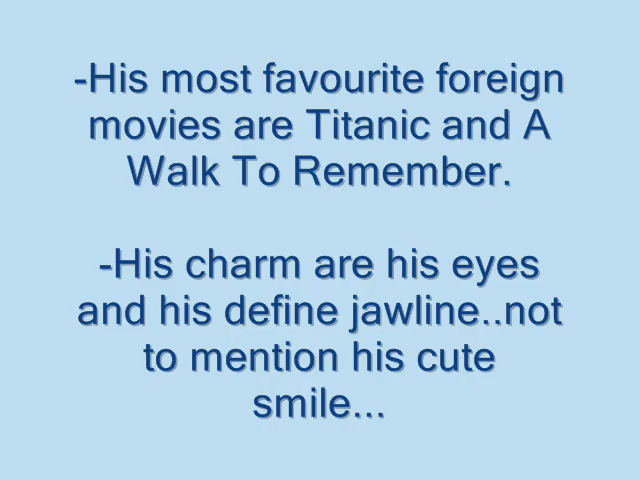 -His most favourite foreign
movies are Titanic and A
Walk To Remember.
-His charm are his eyes
and his define jawline..not
to mention his cute
smile...